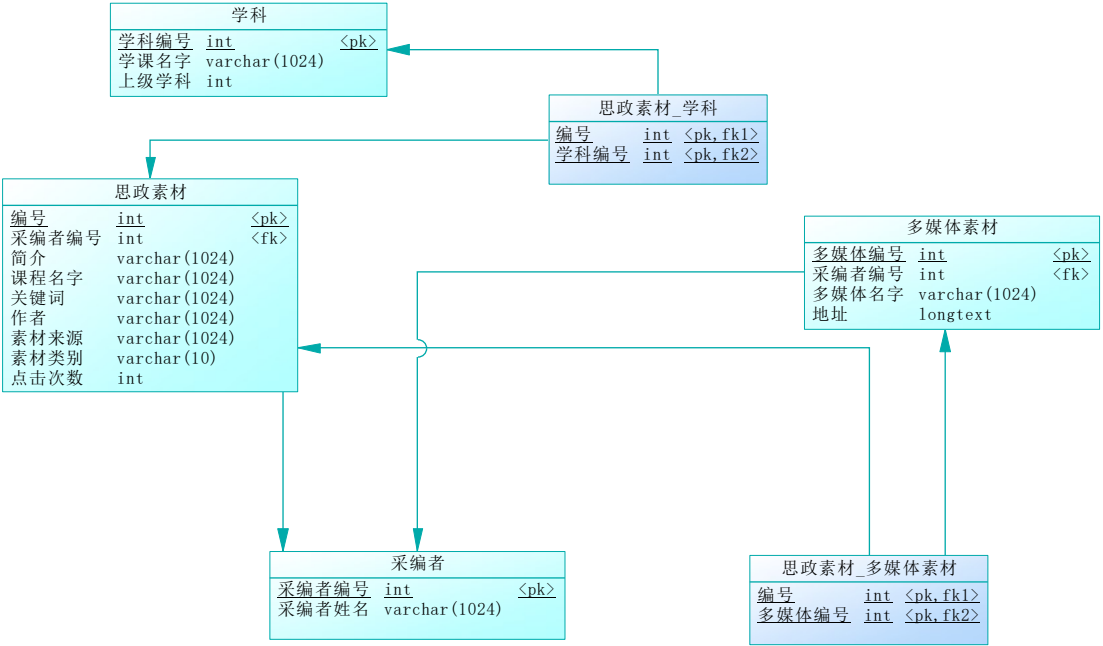 学科
学科编号 int <pk>
学课名字 varchar(1024)
上级学科 int
思政素材_学科
编号 int <pk,fk1>
学科编号 int <pk,fk2>
思政素材
编号 int <pk>
采编者编号 int <fk>
简介 varchar(1024)
课程名字 varchar(1024)
关键词 varchar(1024)
作者 varchar(1024)
素材来源 varchar(1024)
素材类别 varchar(10)
点击次数 int
多媒体素材
多媒体编号 int <pk>
采编者编号 int <fk>
多媒体名字 varchar(1024)
地址 longtext
采编者
采编者编号 int <pk>
采编者姓名 varchar(1024)
思政素材_多媒体素材
编号 int <pk,fk1>
多媒体编号 int <pk,fk2>